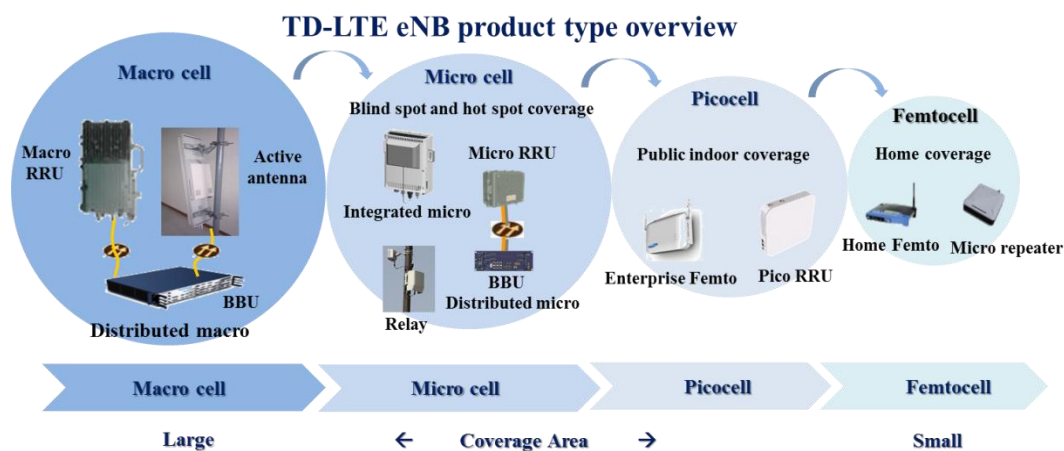 TD-LTE eNB product type overview
Macro cell
Macro
RRU
Active
antenna
BBU
Distributed macro
Micro cell
Blind spot and hot spot coverage
Integrated micro
Micro RRU
BBU
Distributed micro
Relay
Picocell
Public indoor coverage
Enterprise Femto
Pico RRU
Femtocell
Home coverage
Home Femto
Micro repeater
Macro cell
Micro cell
Picocell
Femtocell
Large ← Coverage Area → Small